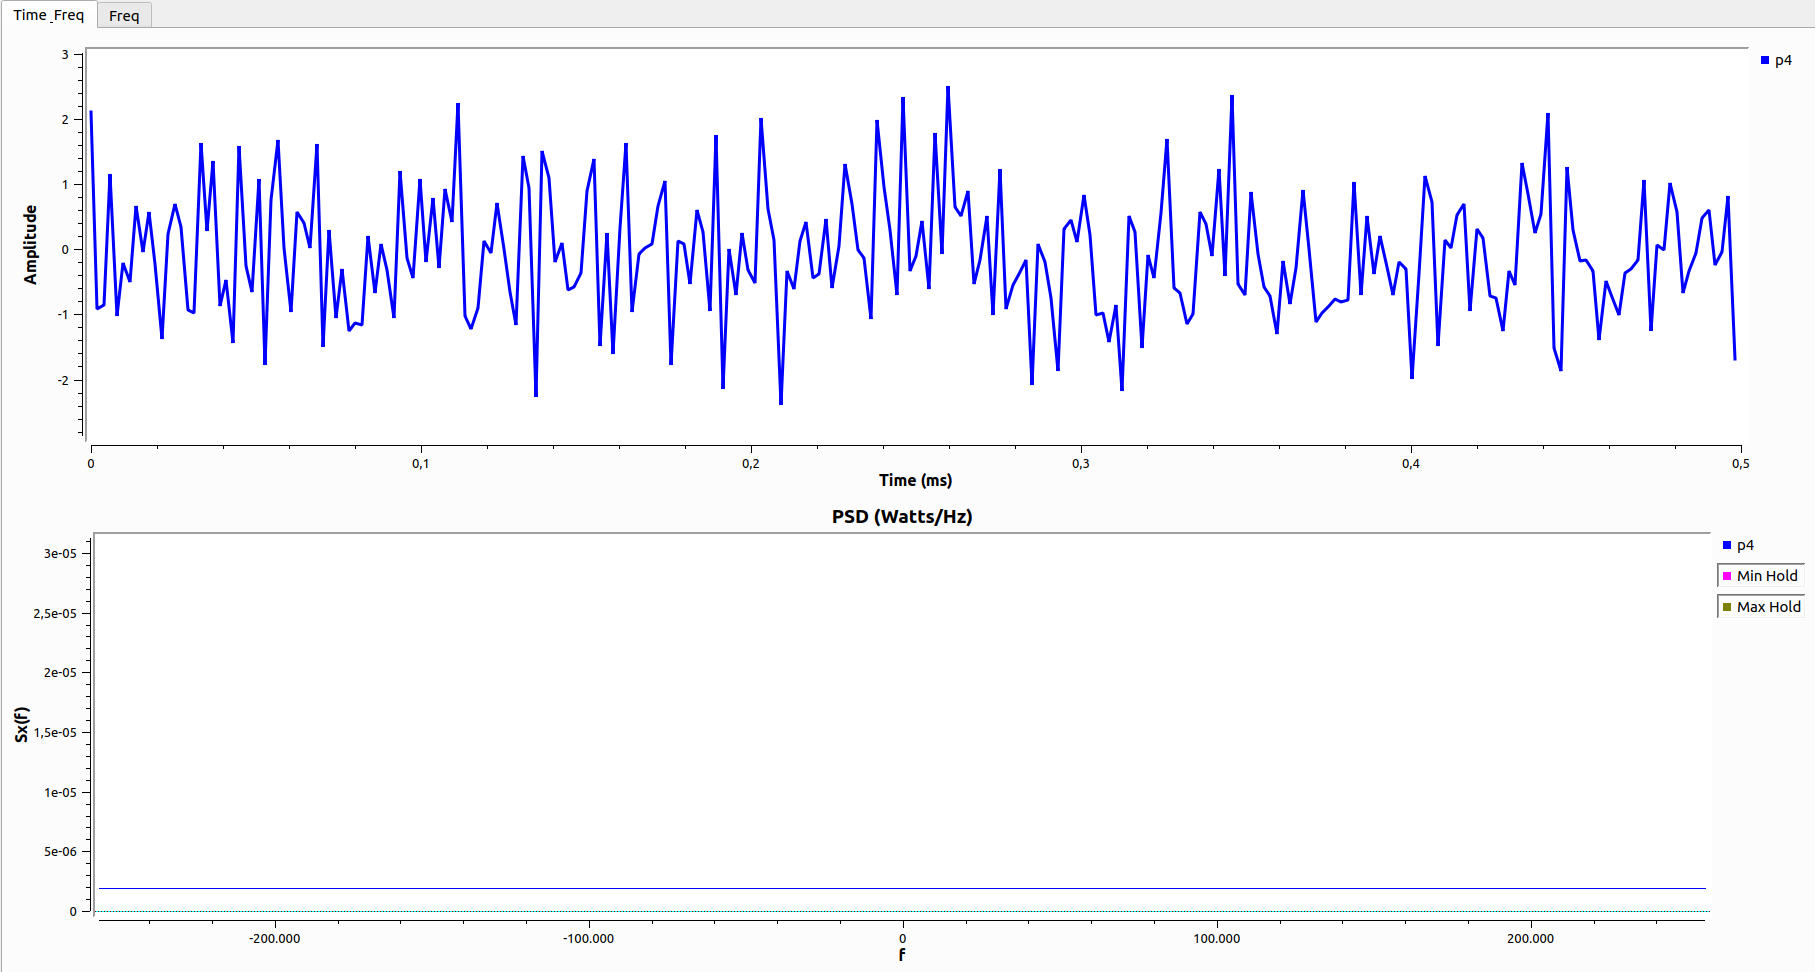 Time_Freq
Freq
3
2
1
0
-1
-2
Amplitude
p4
0
0,1
0,2
0,3
0,4
0,5
Time (ms)
PSD (Watts/Hz)
3e-05
2,5e-05
2e-05
1,5e-05
1e-05
5e-06
0
Sx(f)
p4
Min Hold
Max Hold
-200.000
-100.000
0
100.000
200.000
f